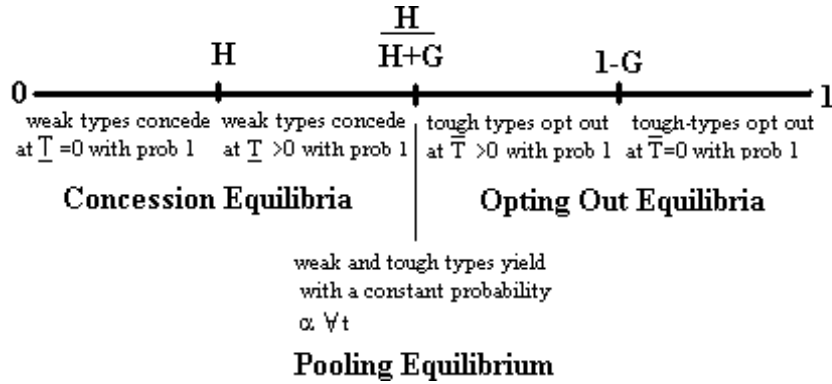 H
H
H+G
1-G
0
1
weak types concede
at T =0 with prob 1
weak types concede
at T >0 with prob 1
tough types opt out
at T >0 with prob 1
tough-types opt out
at T=0 with prob 1
Concession Equilibria
Opting Out Equilibria
weak and tough types yield
with a constant probability
α ∀t
Pooling Equilibrium